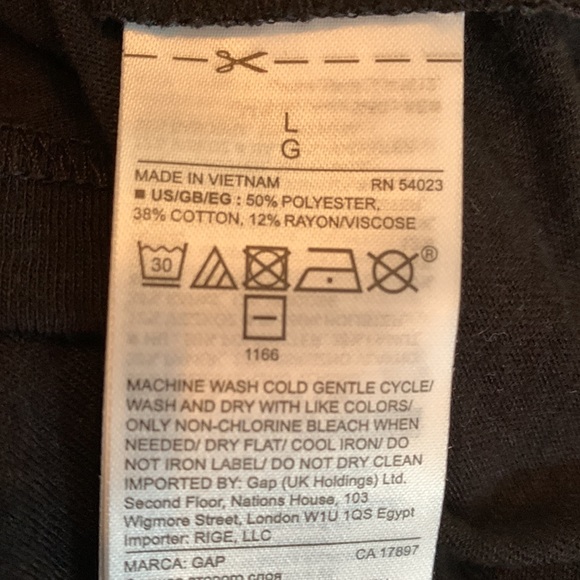 L
G
MADE IN VIETNAM RN 54023
■ US/GB/EG : 50% POLYESTER,
38% COTTON, 12% RAYON/VISCOSE
30
®
1166
MACHINE WASH COLD GENTLE CYCLE/
WASH AND DRY WITH LIKE COLORS/
ONLY NON-CHLORINE BLEACH WHEN
NEEDED/ DRY FLAT/ COOL IRON/ DO
NOT IRON LABEL/ DO NOT DRY CLEAN
IMPORTED BY: Gap (UK Holdings) Ltd.
Second Floor, Nations House, 103
Wigmore Street, London W1U 1QS Egypt
Importer: RIGE, LLC
MARCA: GAP CA 17897